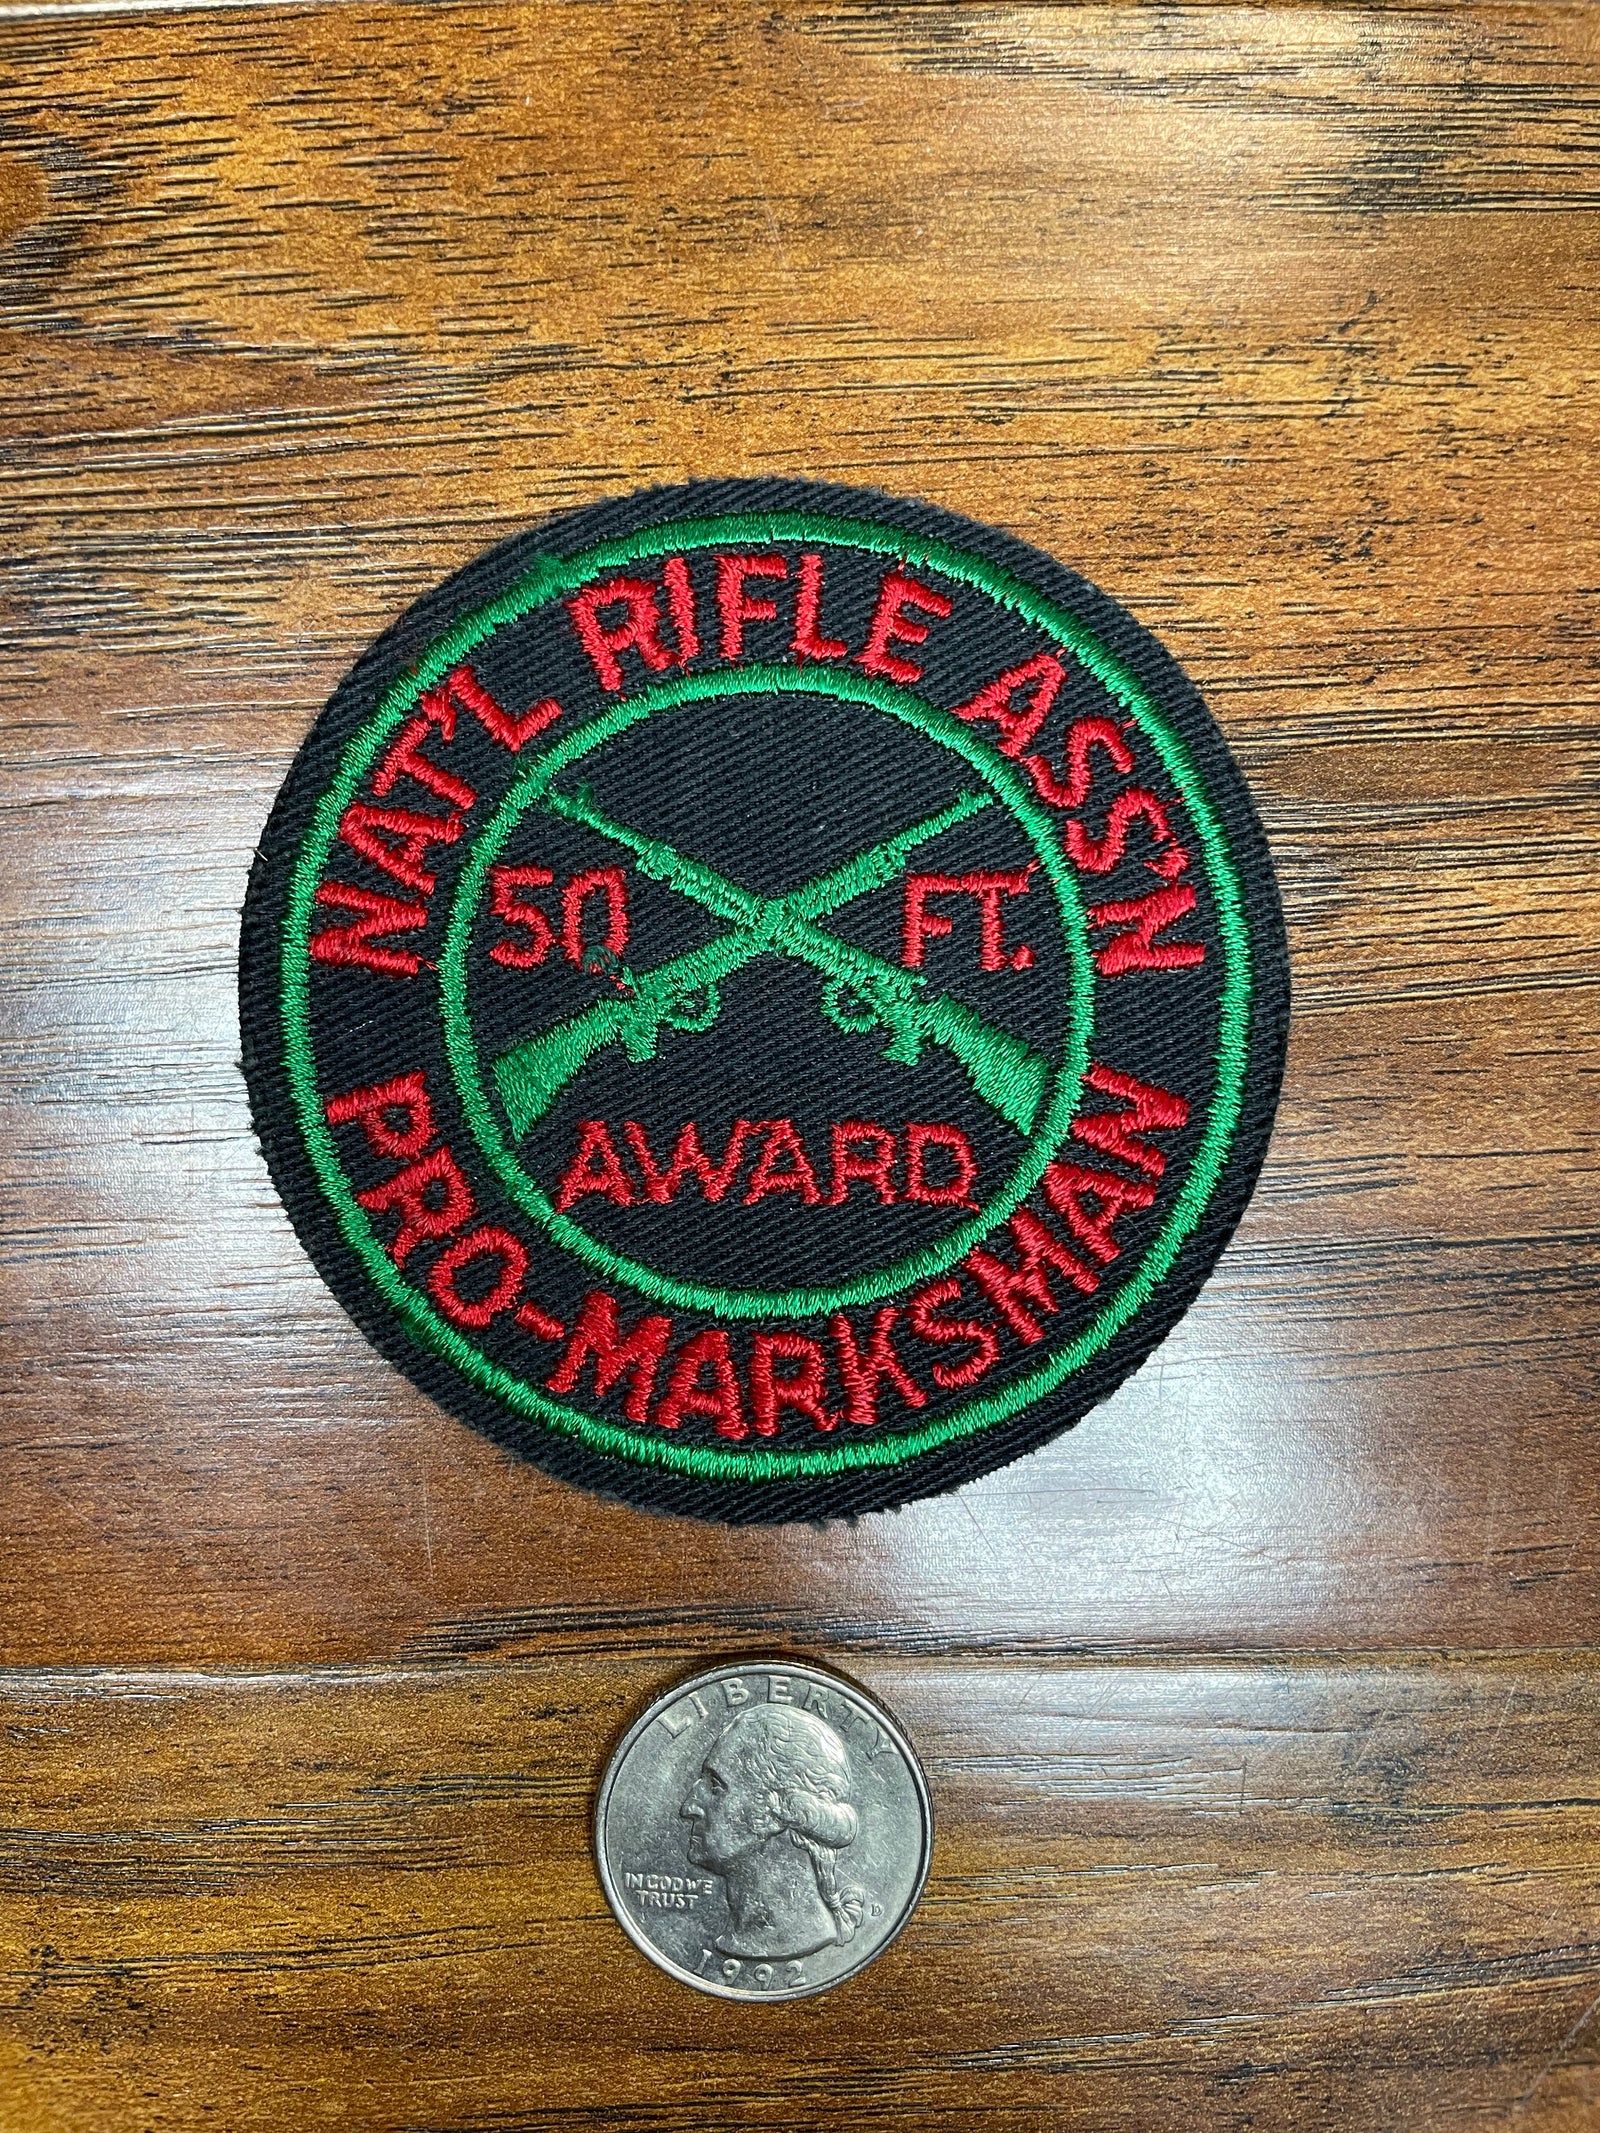 NAT'L RIFLE ASS'N
50 FT.
AWARD
PRO-MARKSMAN
LIBERTY
IN GOD WE
TRUST
D
1992